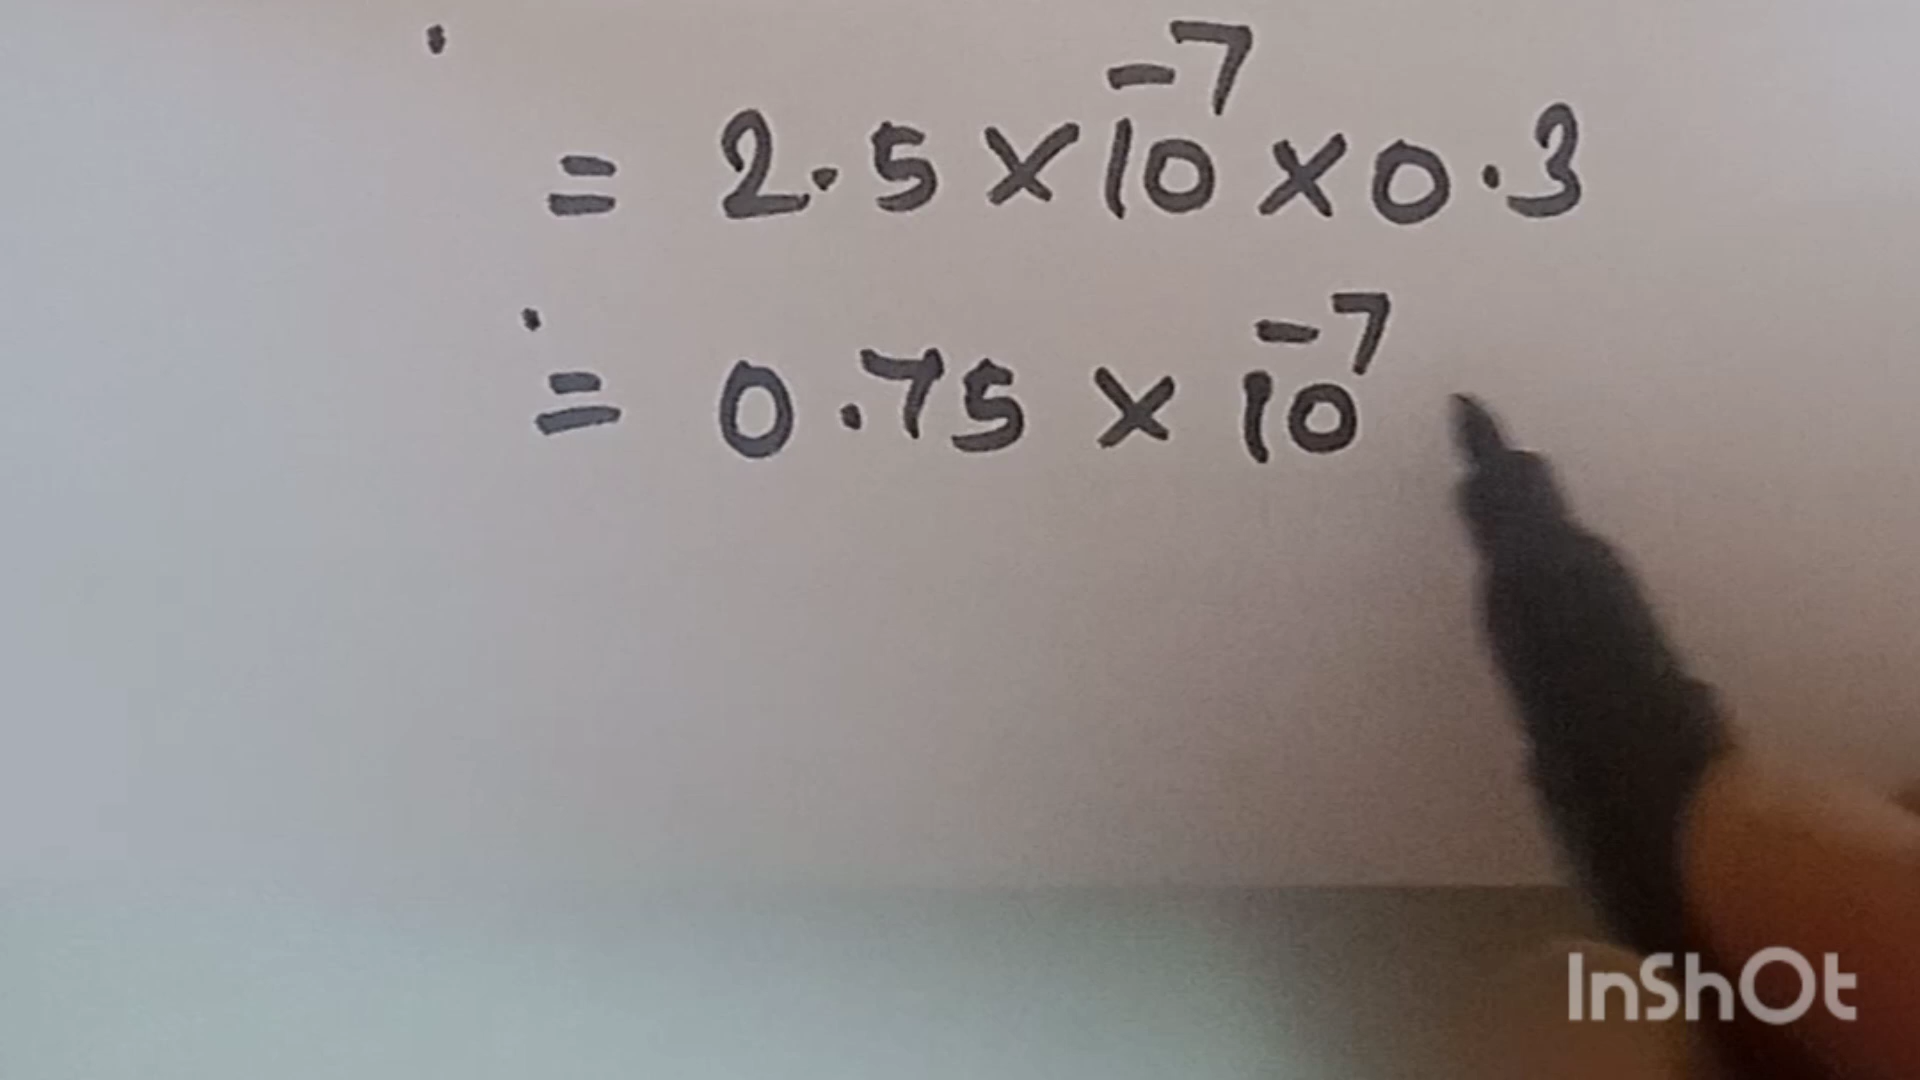 = 2.5 × 10⁻⁷ × 0.3
= 0.75 × 10⁻⁷
InShOt